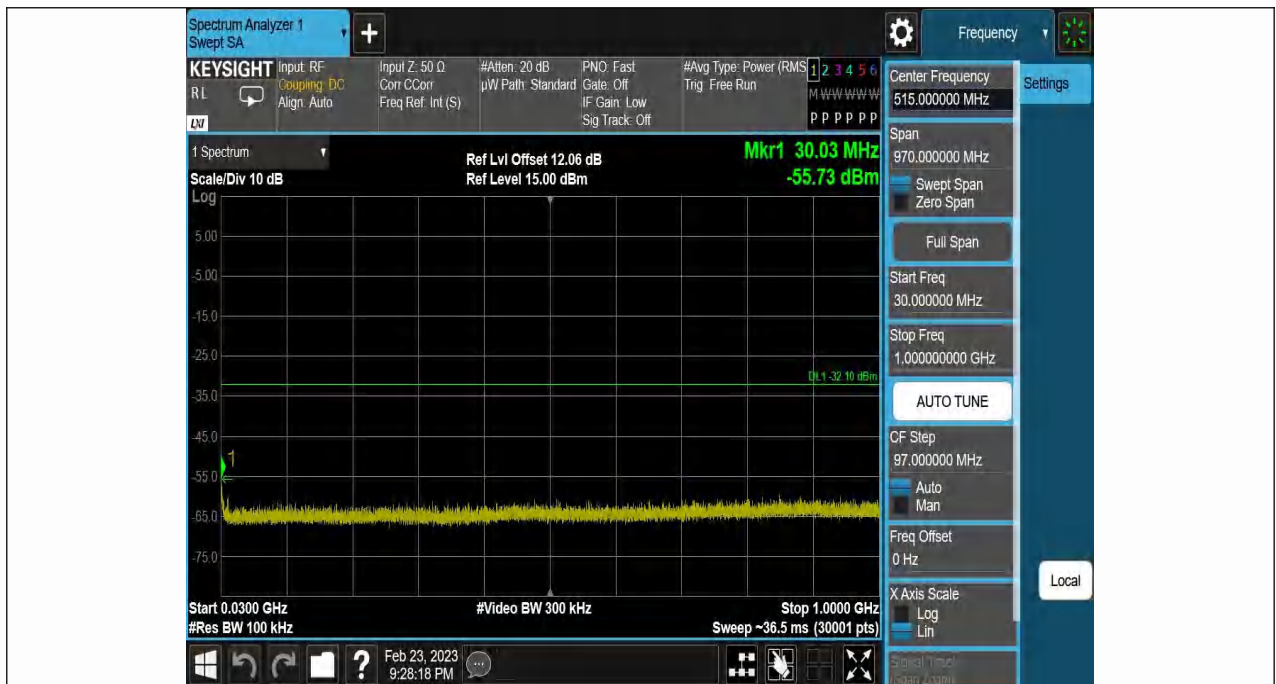 Spectrum Analyzer 1
Swept SA
+
Frequency
KEYSIGHT
RL
LXI
Input: RF
Coupling: DC
Align: Auto
Input Z: 50 Ω
Corr CCorr
Freq Ref: Int (S)
#Atten: 20 dB
µW Path: Standard
PNO: Fast
Gate: Off
IF Gain: Low
Sig Track: Off
#Avg Type: Power (RMS
Trig: Free Run
1 2 3 4 5 6
M W W W W W
P P P P P P
Center Frequency
515.000000 MHz
Settings
Span
970.000000 MHz
Swept Span
Zero Span
Full Span
Start Freq
30.000000 MHz
Stop Freq
1.000000000 GHz
AUTO TUNE
CF Step
97.000000 MHz
Auto
Man
Freq Offset
0 Hz
X Axis Scale
Log
Lin
Signal Track
(Span Zoom)
Local
1 Spectrum
Scale/Div 10 dB
Log
Ref Lvl Offset 12.06 dB
Ref Level 15.00 dBm
Mkr1 30.03 MHz
-55.73 dBm
5.00
-5.00
-15.0
-25.0
DL1 -32.10 dBm
-35.0
-45.0
1
-55.0
-65.0
-75.0
Start 0.0300 GHz
#Res BW 100 kHz
#Video BW 300 kHz
Stop 1.0000 GHz
Sweep ~36.5 ms (30001 pts)
?
Feb 23, 2023
9:28:18 PM